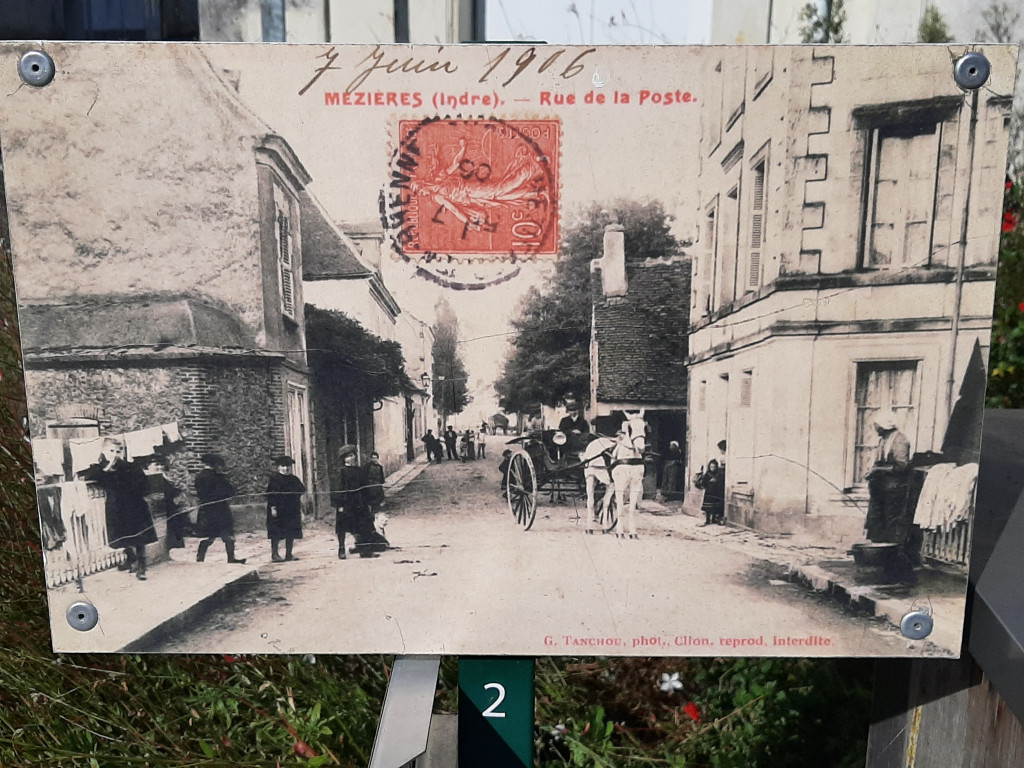 7 Juin 1906
MÉZIÈRES (Indre). — Rue de la Poste.
G. TANCHOU, phot., Clion, reprod. interdite.
2